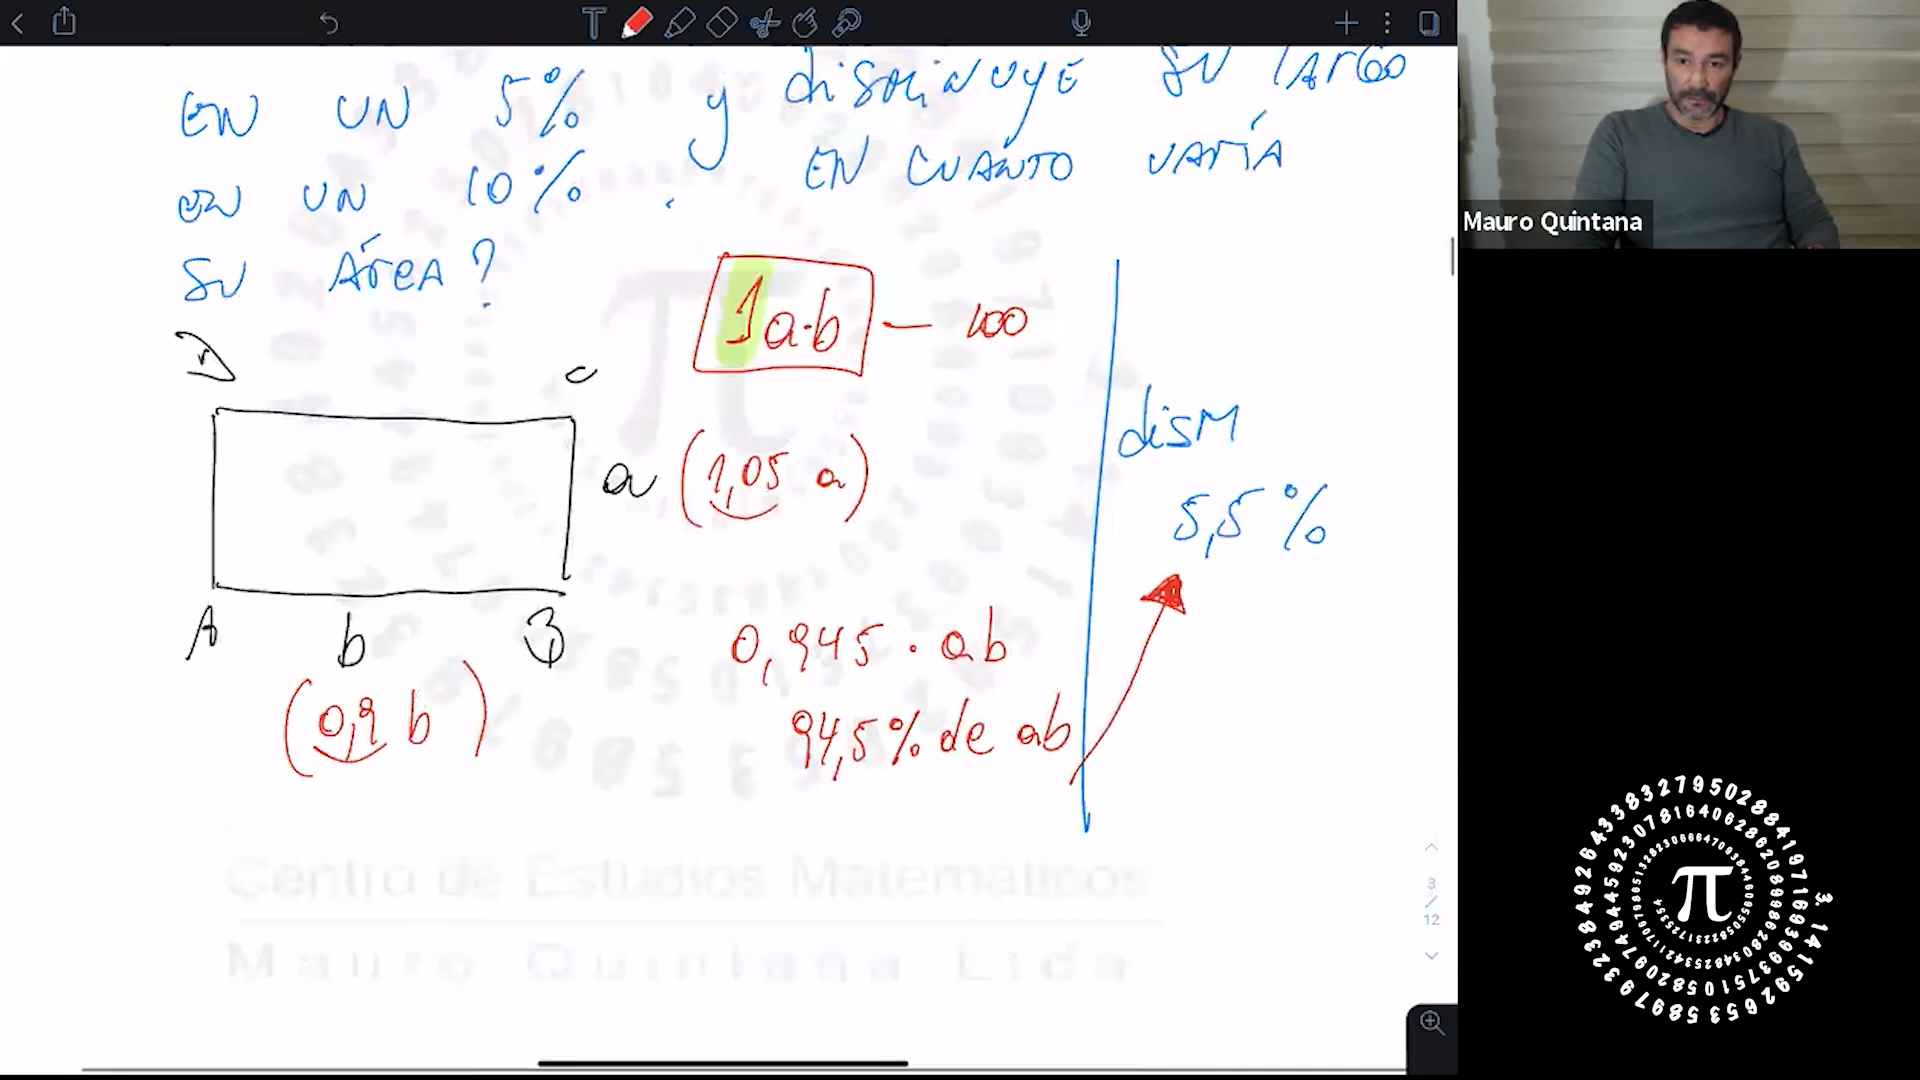 EN UN 5% y disminuye su largo
en un 10%. EN CUANTO varía
su área?
1a·b — 100
D C
a (1,05 a)
dism
5,5%
A b B
(0,9 b)
0,945 · ab
94,5% de ab
Centro de Estudios Matemáticos
Mauro Quintana Ltda
3
/
12
Mauro Quintana
π